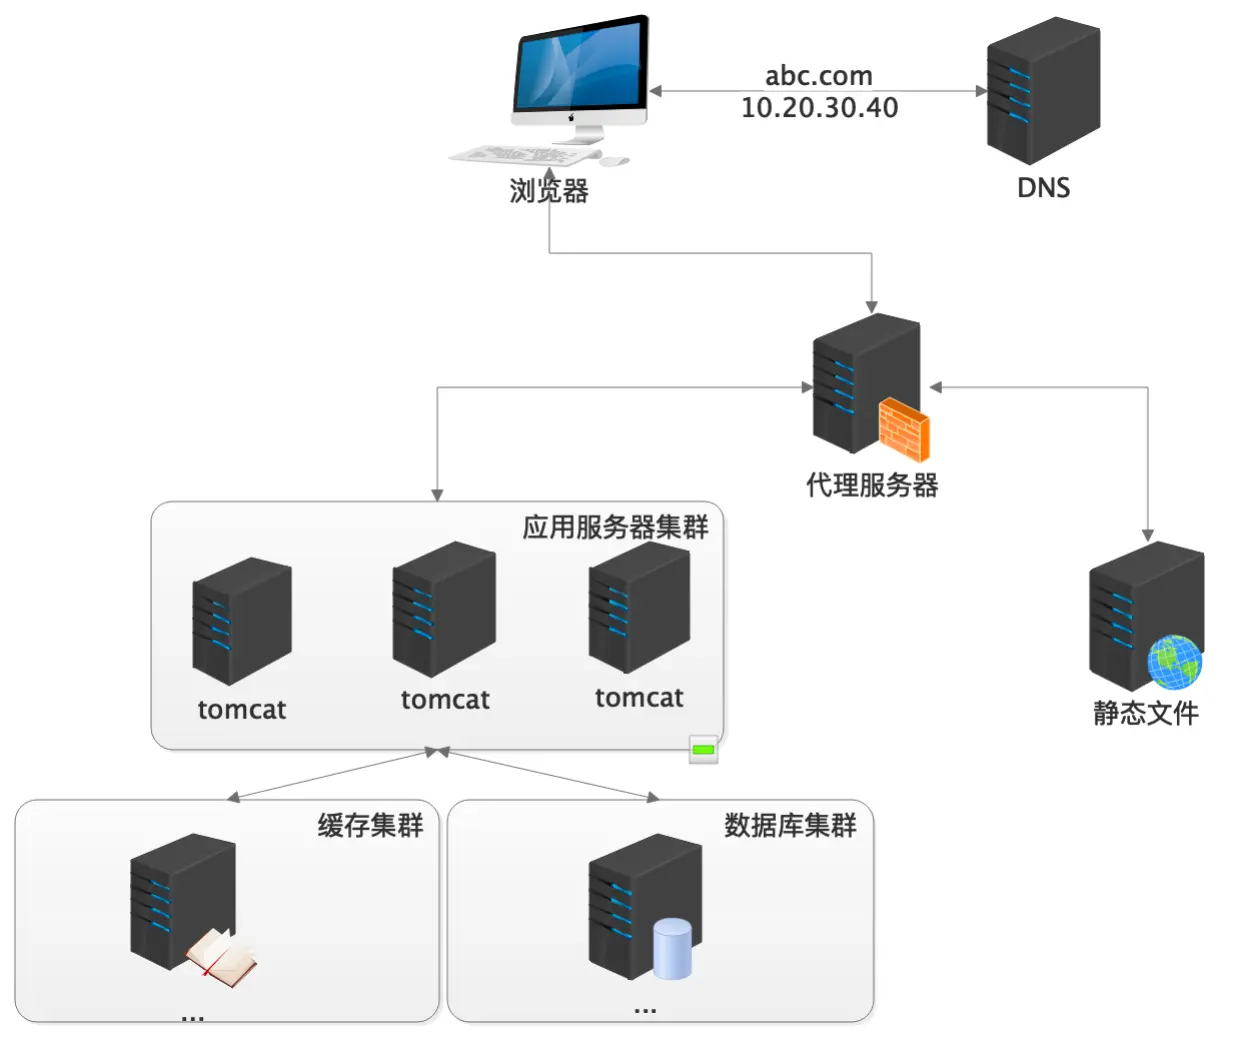 abc.com
10.20.30.40
浏览器
DNS
代理服务器
应用服务器集群
tomcat
tomcat
tomcat
静态文件
缓存集群
数据库集群
...
...